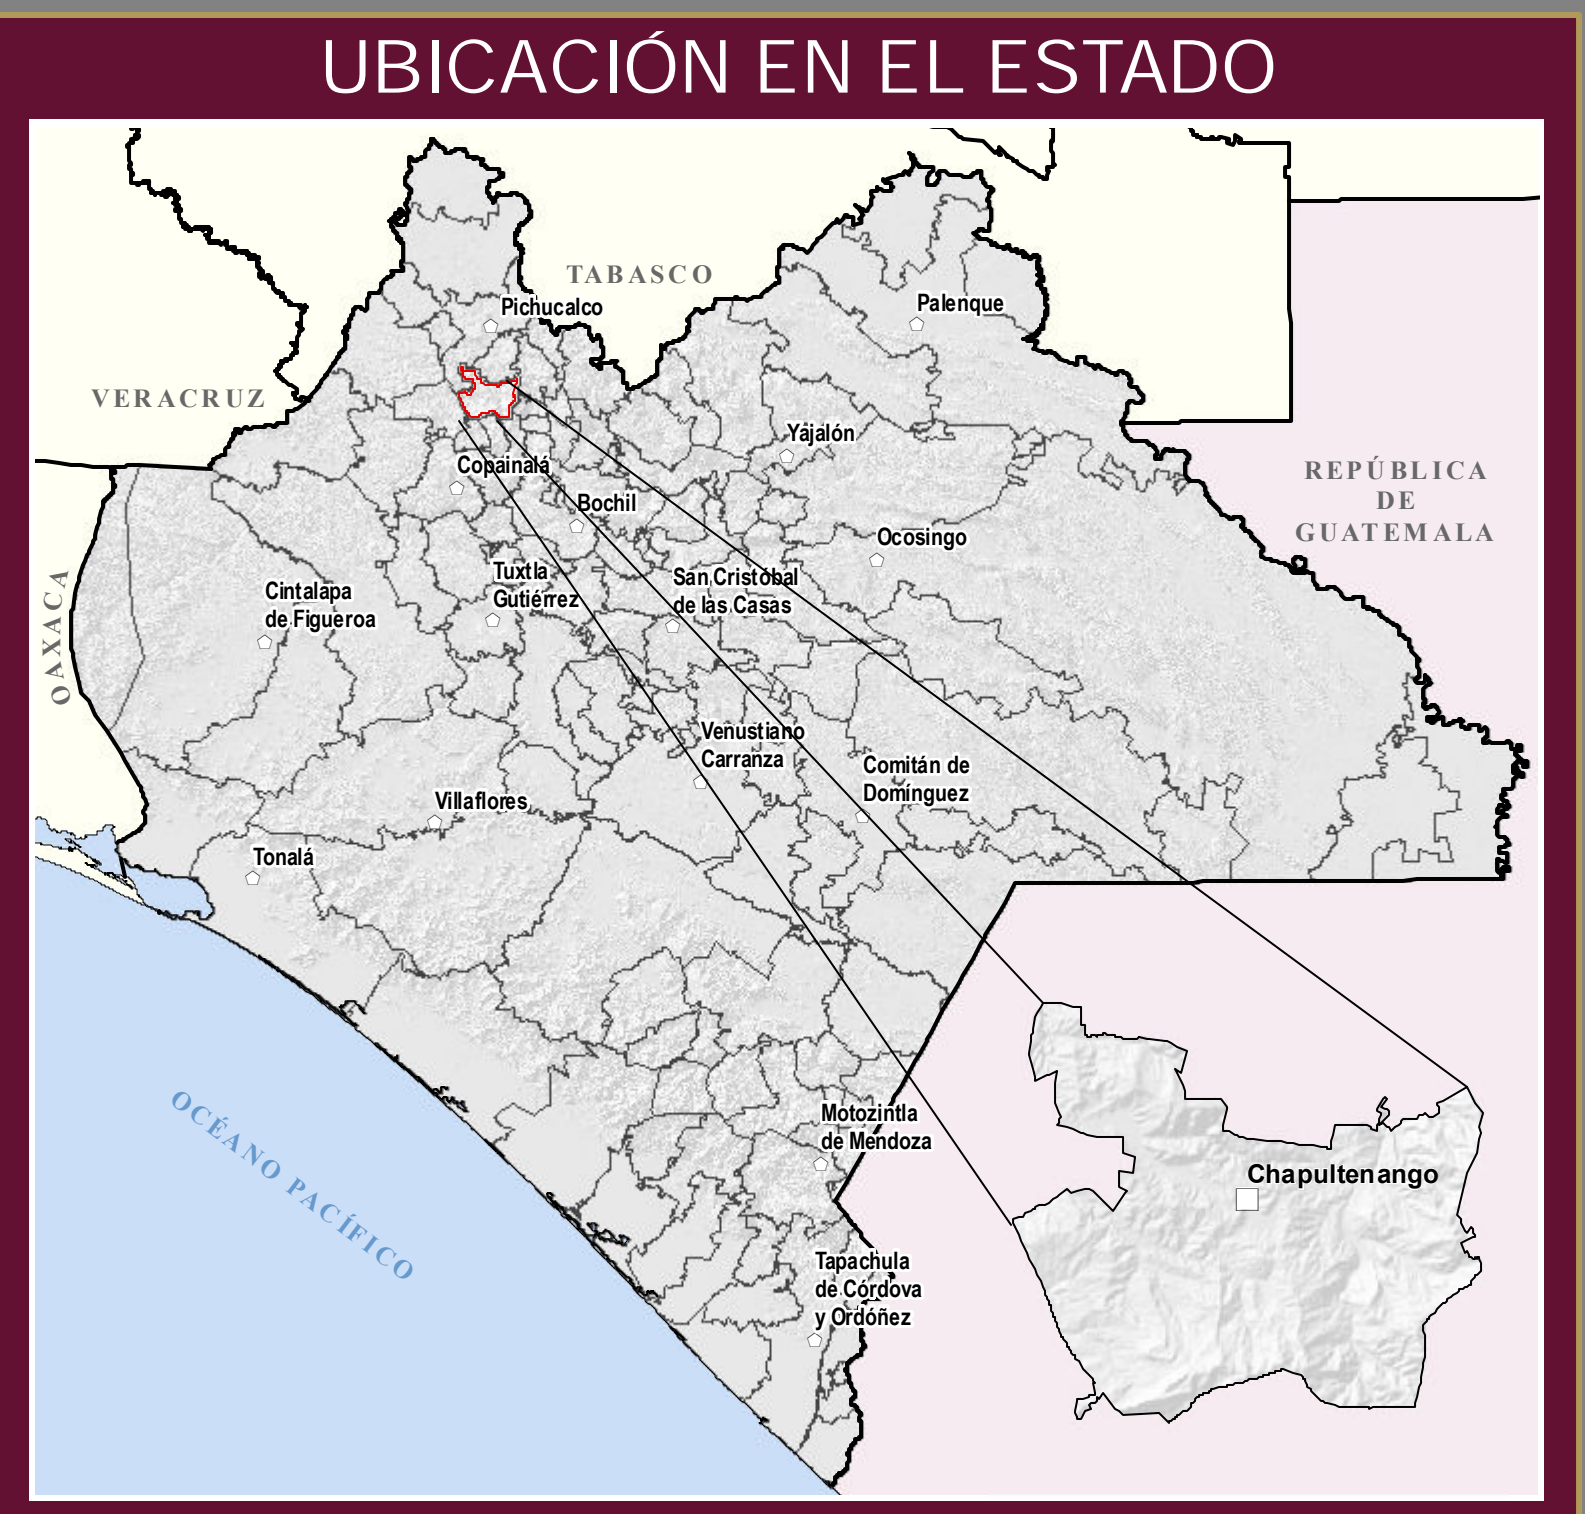 UBICACIÓN EN EL ESTADO
TABASCO
Pichucalco
Palenque
VERACRUZ
Yajalón
Copainalá
REPÚBLICA
DE
GUATEMALA
Bochil
Ocosingo
OAXACA
Cintalapa
de Figueroa
Tuxtla
Gutiérrez
San Cristóbal
de las Casas
Venustiano
Carranza
Comitán de
Domínguez
Villaflores
Tonalá
OCÉANO PACÍFICO
Motozintla
de Mendoza
Chapultenango
Tapachula
de Córdova
y Ordóñez